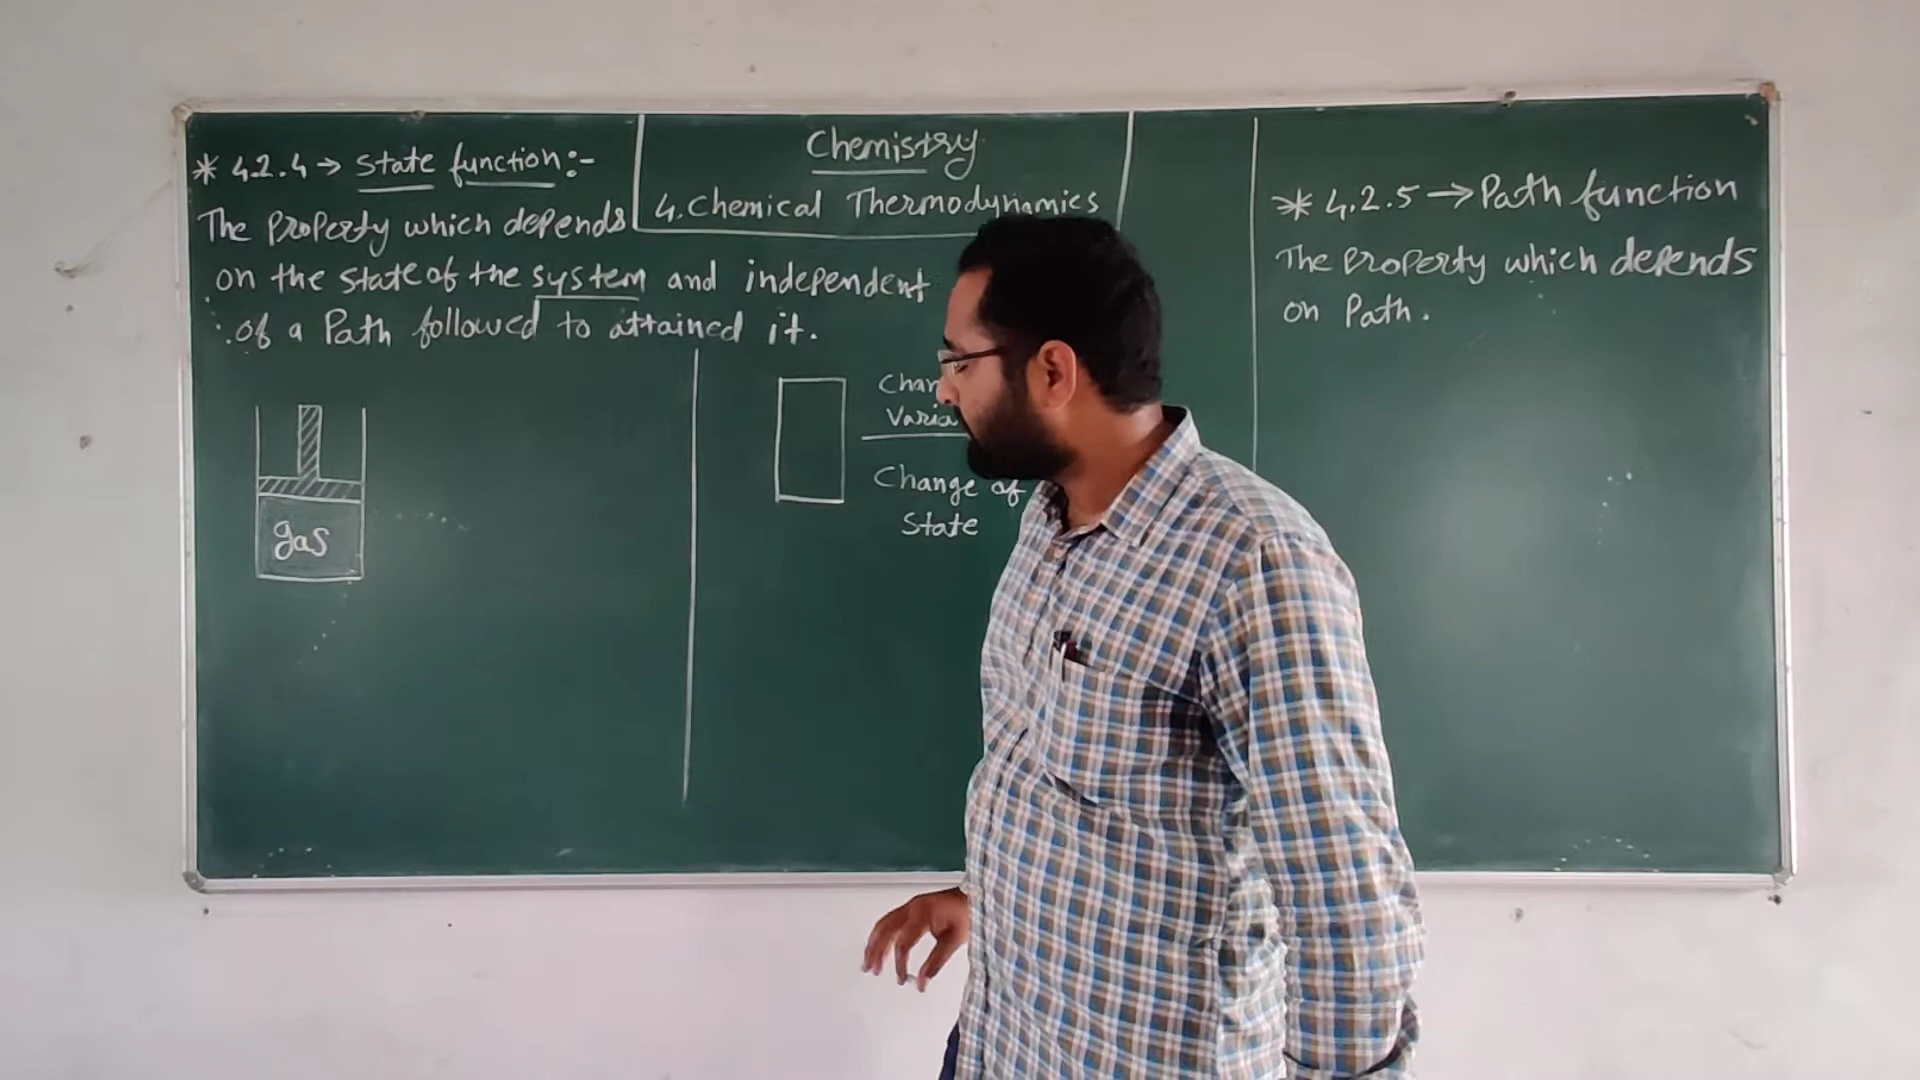 Chemistry
4. Chemical Thermodynamics
* 4.2.4 → State function :-
The Property which depends
on the state of the system and independent
of a Path followed to attained it.
gas
Change of
State
* 4.2.5 → Path function
The Property which depends
on Path.